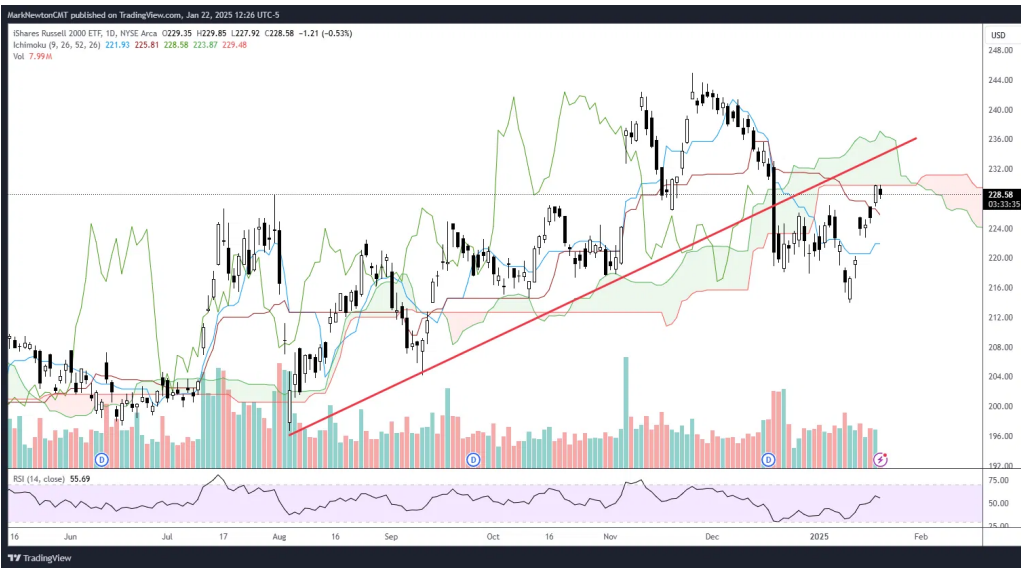 MarkNewtonCMT published on TradingView.com, Jan 22, 2025 12:26 UTC-5
iShares Russell 2000 ETF, 1D, NYSE Arca O229.35 H229.85 L227.92 C228.58 −1.21 (−0.53%)
Ichimoku (9, 26, 52, 26) 221.93 225.81 228.58 223.87 229.48
Vol 7.99M
USD
248.00
244.00
240.00
236.00
232.00
228.58
03:33:35
224.00
220.00
216.00
212.00
208.00
204.00
200.00
196.00
192.00
D
D
D
RSI (14, close) 55.69
75.00
50.00
25.00
16 Jun Jul 17 Aug 16 Sep Oct 16 Nov Dec 2025 Feb
TradingView